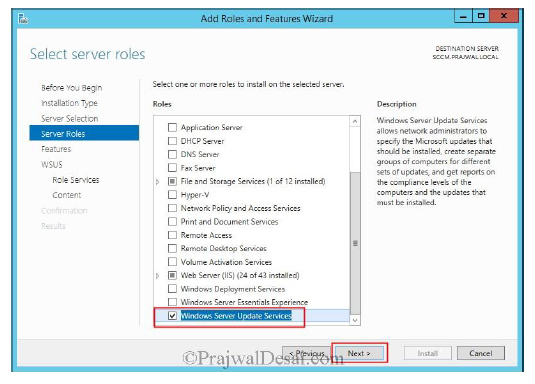 Add Roles and Features Wizard
Select server roles
DESTINATION SERVER
SCCM.PRAJWAL.LOCAL
Before You Begin
Installation Type
Server Selection
Server Roles
Features
WSUS
Role Services
Content
Confirmation
Results
Select one or more roles to install on the selected server.
Roles
Application Server
DHCP Server
DNS Server
Fax Server
File and Storage Services (1 of 12 installed)
Hyper-V
Network Policy and Access Services
Print and Document Services
Remote Access
Remote Desktop Services
Volume Activation Services
Web Server (IIS) (24 of 43 installed)
Windows Deployment Services
Windows Server Essentials Experience
Windows Server Update Services
Description
Windows Server Update Services
allows network administrators to
specify the Microsoft updates that
should be installed, create separate
groups of computers for different
sets of updates, and get reports on
the compliance levels of the
computers and the updates that
must be installed.
< Previous
Next >
Install
Cancel
©PrajwalDesai.com